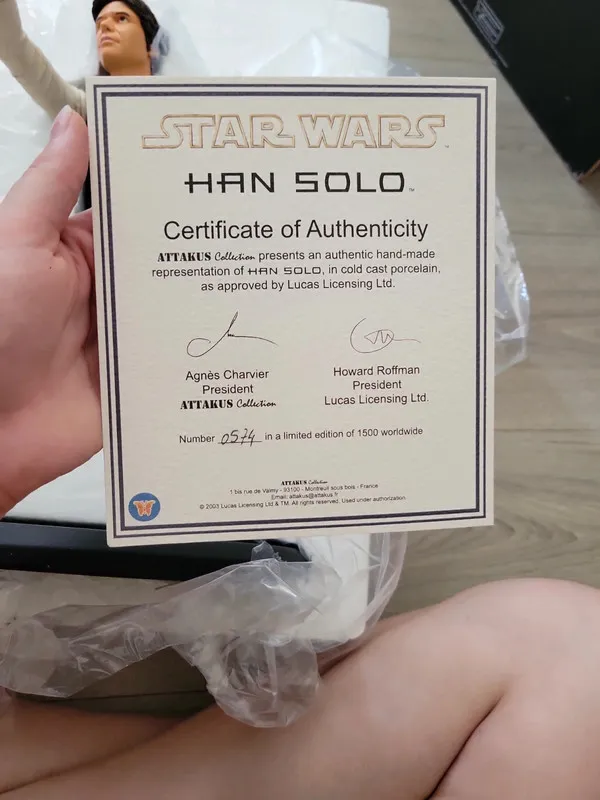 STAR WARS™
HAN SOLO™
Certificate of Authenticity
ATTAKUS Collection presents an authentic hand-made
representation of HAN SOLO, in cold cast porcelain,
as approved by Lucas Licensing Ltd.
Agnès Charvier
President
ATTAKUS Collection
Howard Roffman
President
Lucas Licensing Ltd.
Number 0574 in a limited edition of 1500 worldwide
ATTAKUS Collection
1 bis rue de Valmy - 93100 - Montreuil sous bois - France
Email: attakus@attakus.fr
© 2003 Lucas Licensing Ltd & TM. All rights reserved. Used under authorization.